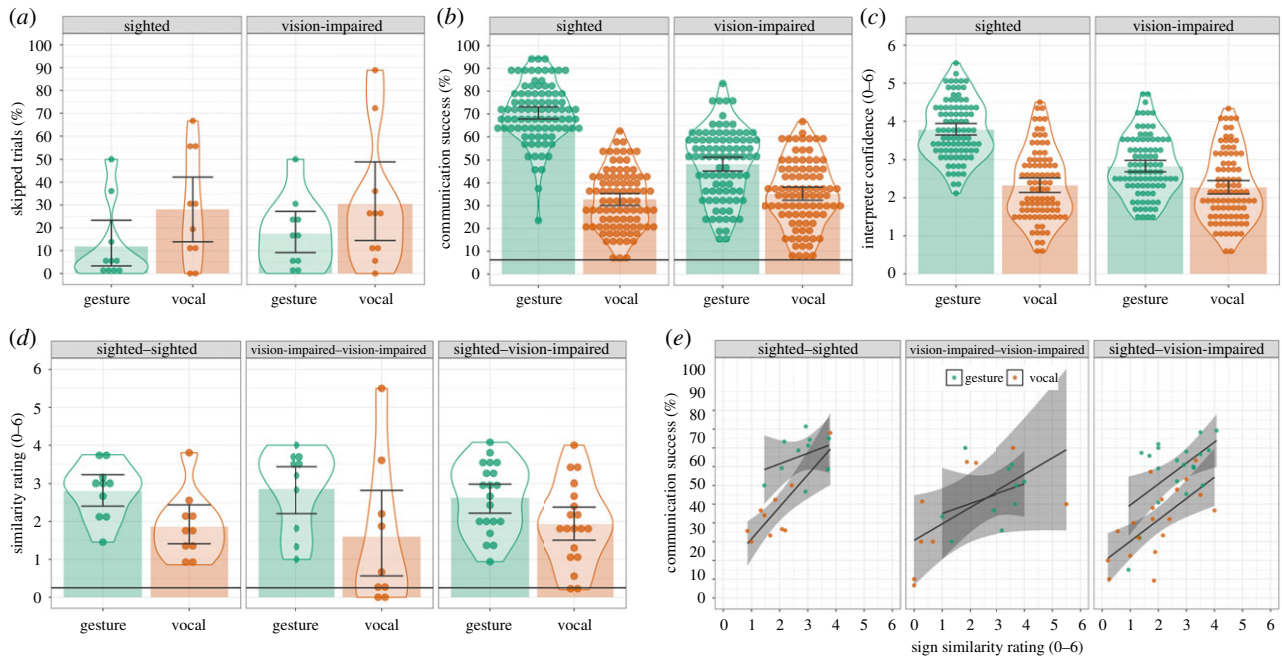 (a)
sighted
vision-impaired
skipped trials (%)
100
90
80
70
60
50
40
30
20
10
0
gesture
vocal
gesture
vocal
(b)
sighted
vision-impaired
communication success (%)
100
90
80
70
60
50
40
30
20
10
0
gesture
vocal
gesture
vocal
(c)
sighted
vision-impaired
interpreter confidence (0–6)
6
5
4
3
2
1
0
gesture
vocal
gesture
vocal
(d)
sighted–sighted
vision-impaired–vision-impaired
sighted–vision-impaired
similarity rating (0–6)
6
5
4
3
2
1
0
gesture
vocal
gesture
vocal
gesture
vocal
(e)
sighted–sighted
vision-impaired–vision-impaired
sighted–vision-impaired
gesture
vocal
communication success (%)
100
90
80
70
60
50
40
30
20
10
0
0 1 2 3 4 5 6
0 1 2 3 4 5 6
0 1 2 3 4 5 6
sign similarity rating (0–6)